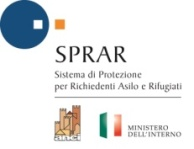 SPRAR
Sistema di Protezione
per Richiedenti Asilo e Rifugiati
MINISTERO
DELL'INTERNO